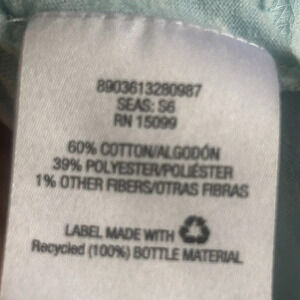 8903613280987
SEAS: S6
RN 15099
60% COTTON/ALGODÓN
39% POLYESTER/POLIÉSTER
1% OTHER FIBERS/OTRAS FIBRAS
LABEL MADE WITH
Recycled (100%) BOTTLE MATERIAL